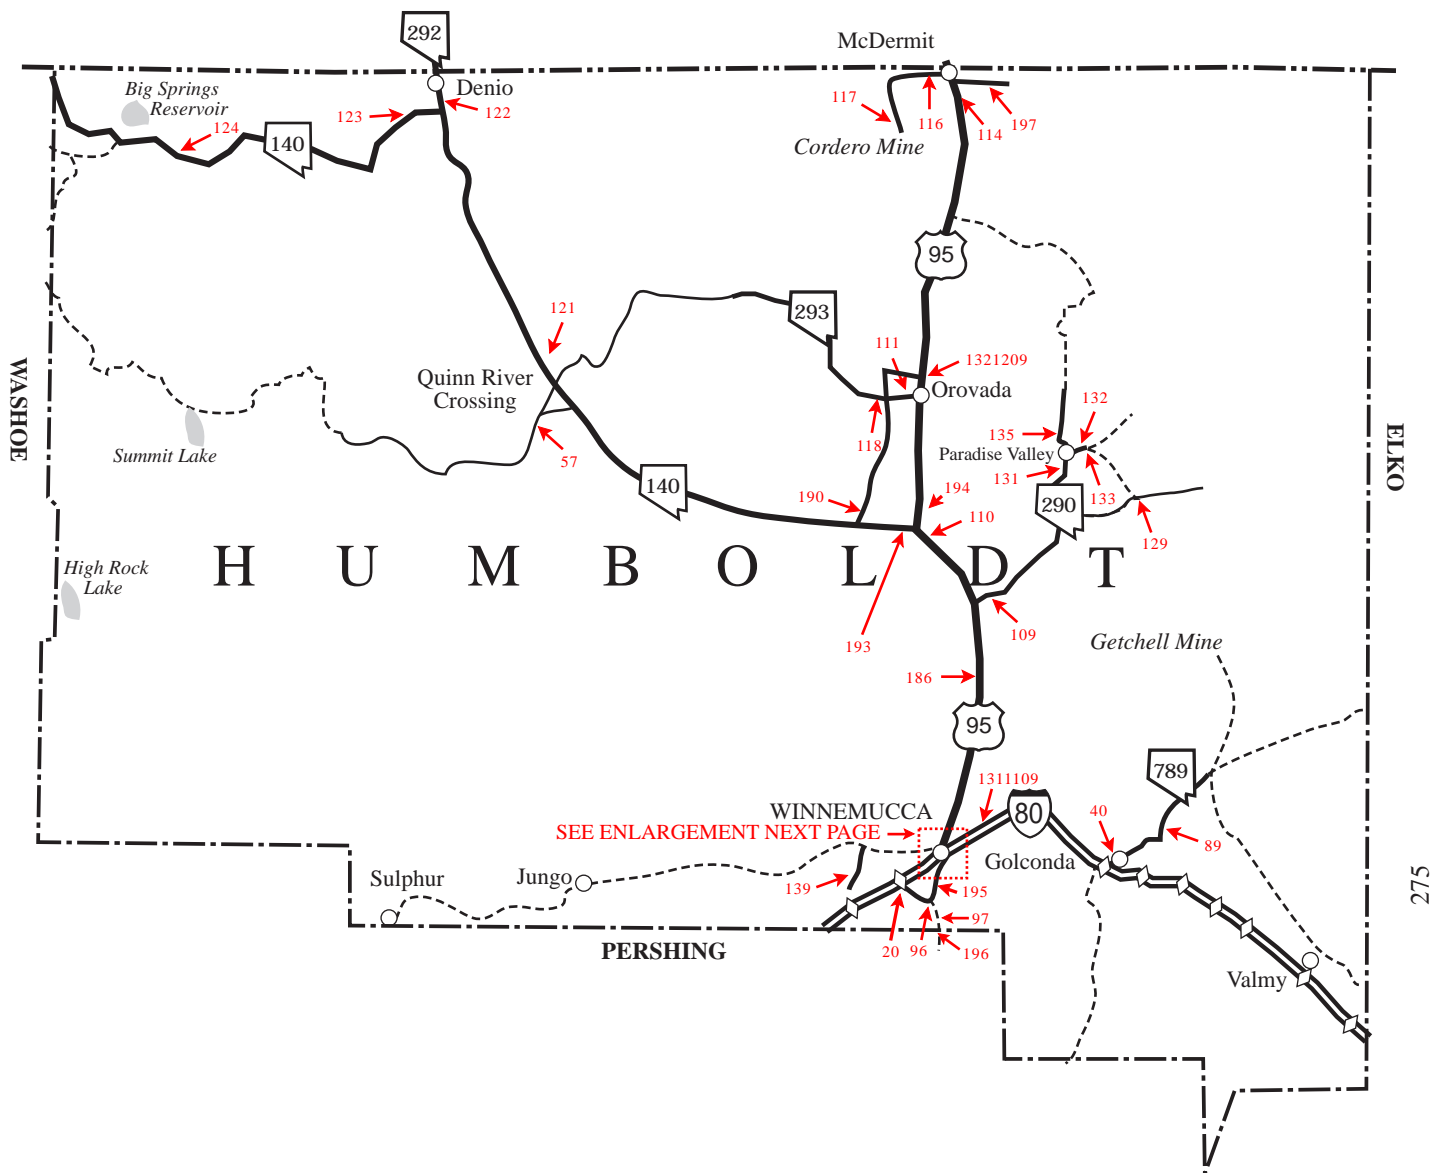 292
McDermit
Denio
Big Springs
Reservoir
124
123
122
140
117
116
114
197
Cordero Mine
95
293
121
111
1321209
Quinn River
Crossing
Orovada
118
132
135
Paradise Valley
131
133
129
WASHOE
ELKO
Summit Lake
57
140
190
194
110
290
HUMBOLDT
High Rock
Lake
193
109
Getchell Mine
186
95
789
1311109
WINNEMUCCA
80
SEE ENLARGEMENT NEXT PAGE
40
89
Golconda
Sulphur
Jungo
139
195
97
20
96
196
PERSHING
Valmy
275